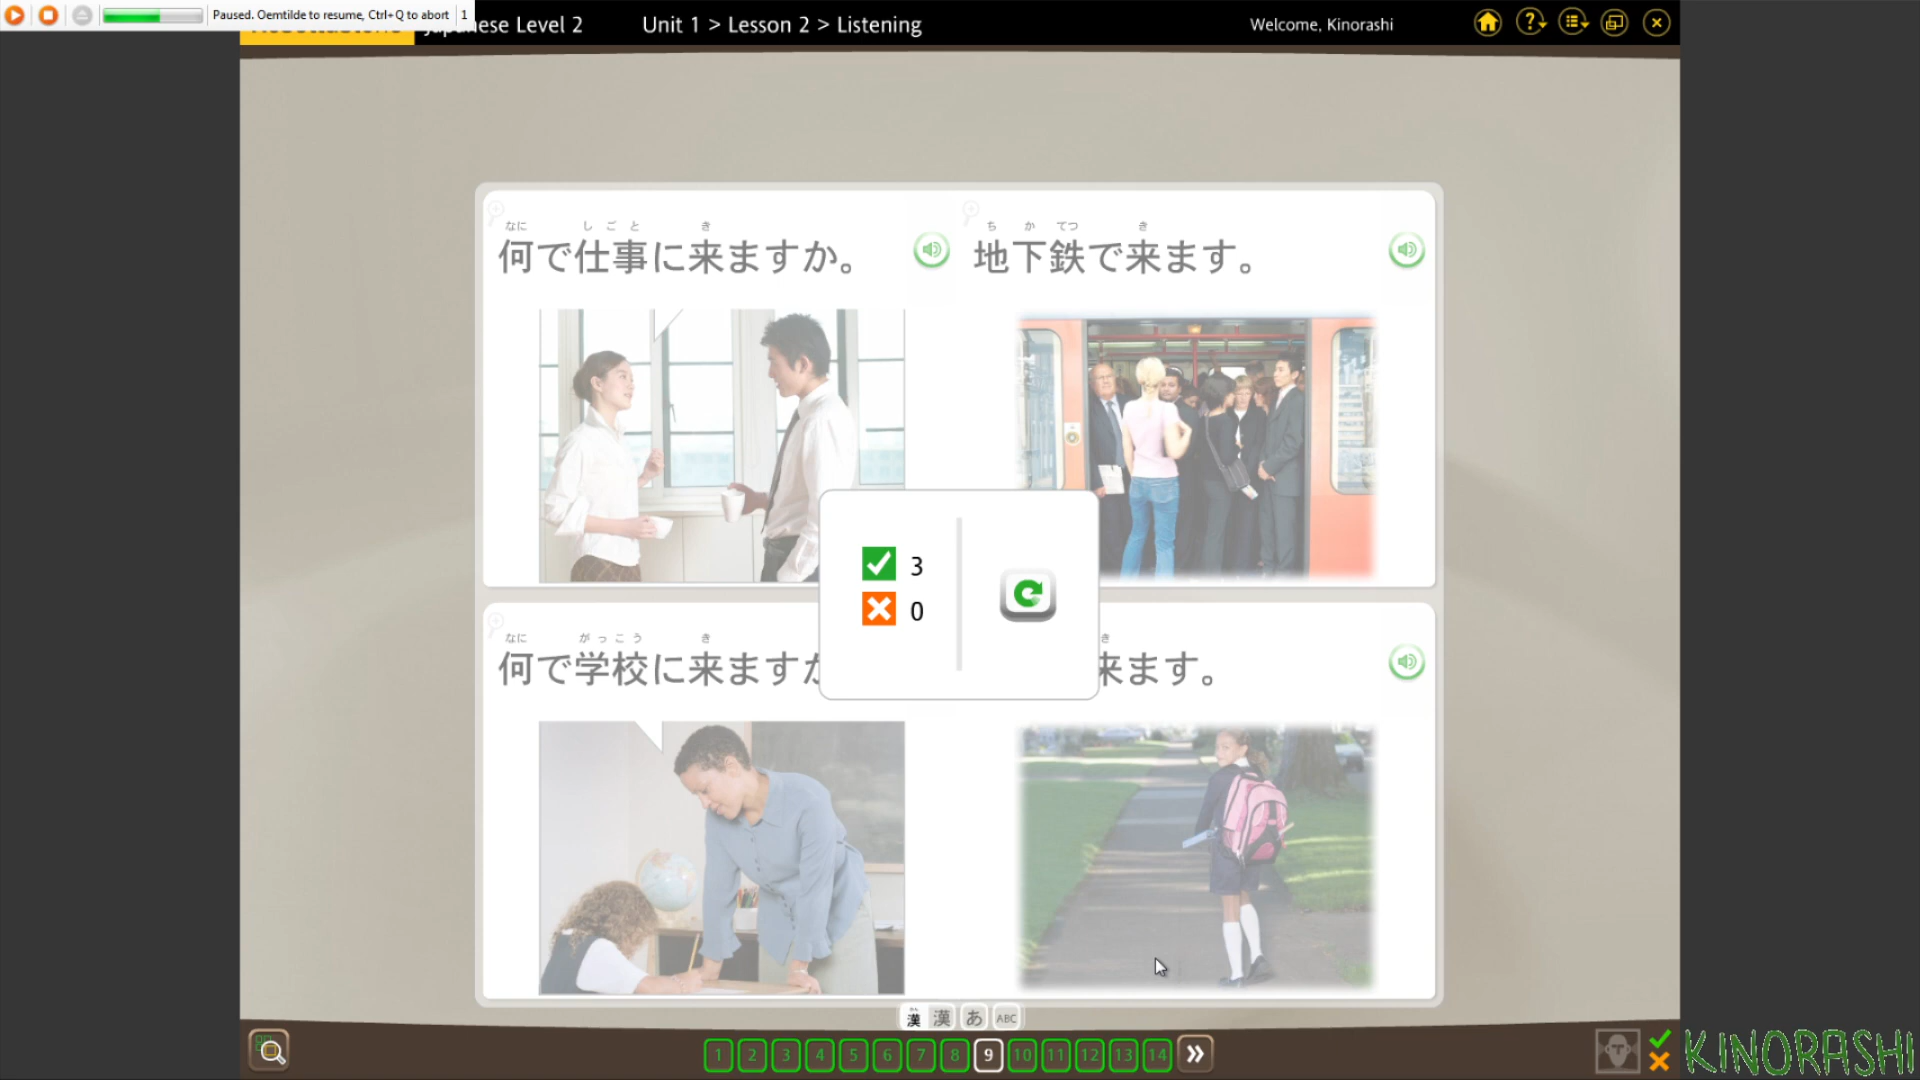 Paused. Oemtilde to resume, Ctrl+Q to abort 1
nese Level 2
Unit 1 > Lesson 2 > Listening
Welcome, Kinorashi
なに しごと き
何で仕事に来ますか。
ち か てつ き
地下鉄で来ます。
3
0
なに がっこう き
何で学校に来ます
き
来ます。
漢 漢 あ ABC
1 2 3 4 5 6 7 8 9 10 11 12 13 14
KINORASHI